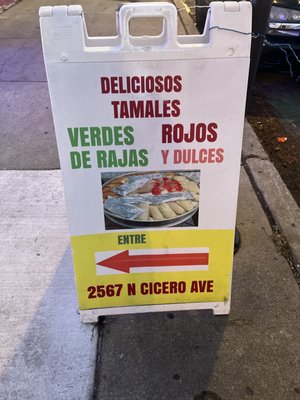 DELICIOSOS
TAMALES
VERDES ROJOS
DE RAJAS Y DULCES
ENTRE
2567 N CICERO AVE